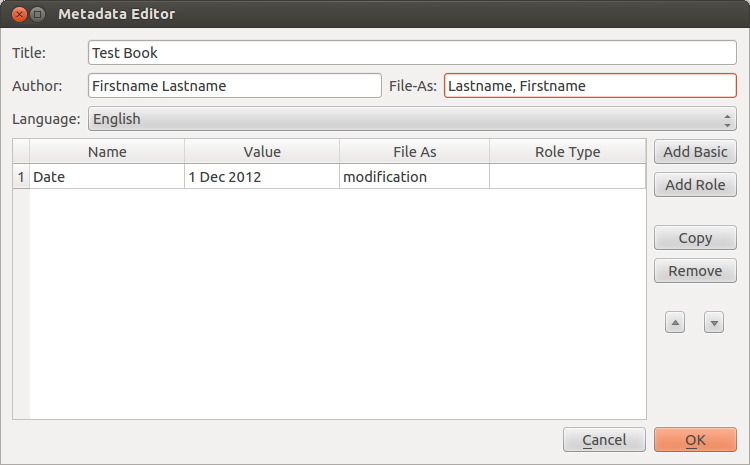 Metadata Editor
Title: Test Book
Author: Firstname Lastname File-As: Lastname, Firstname
Language: English
Name Value File As Role Type
1 Date 1 Dec 2012 modification
Add Basic
Add Role
Copy
Remove
Cancel OK